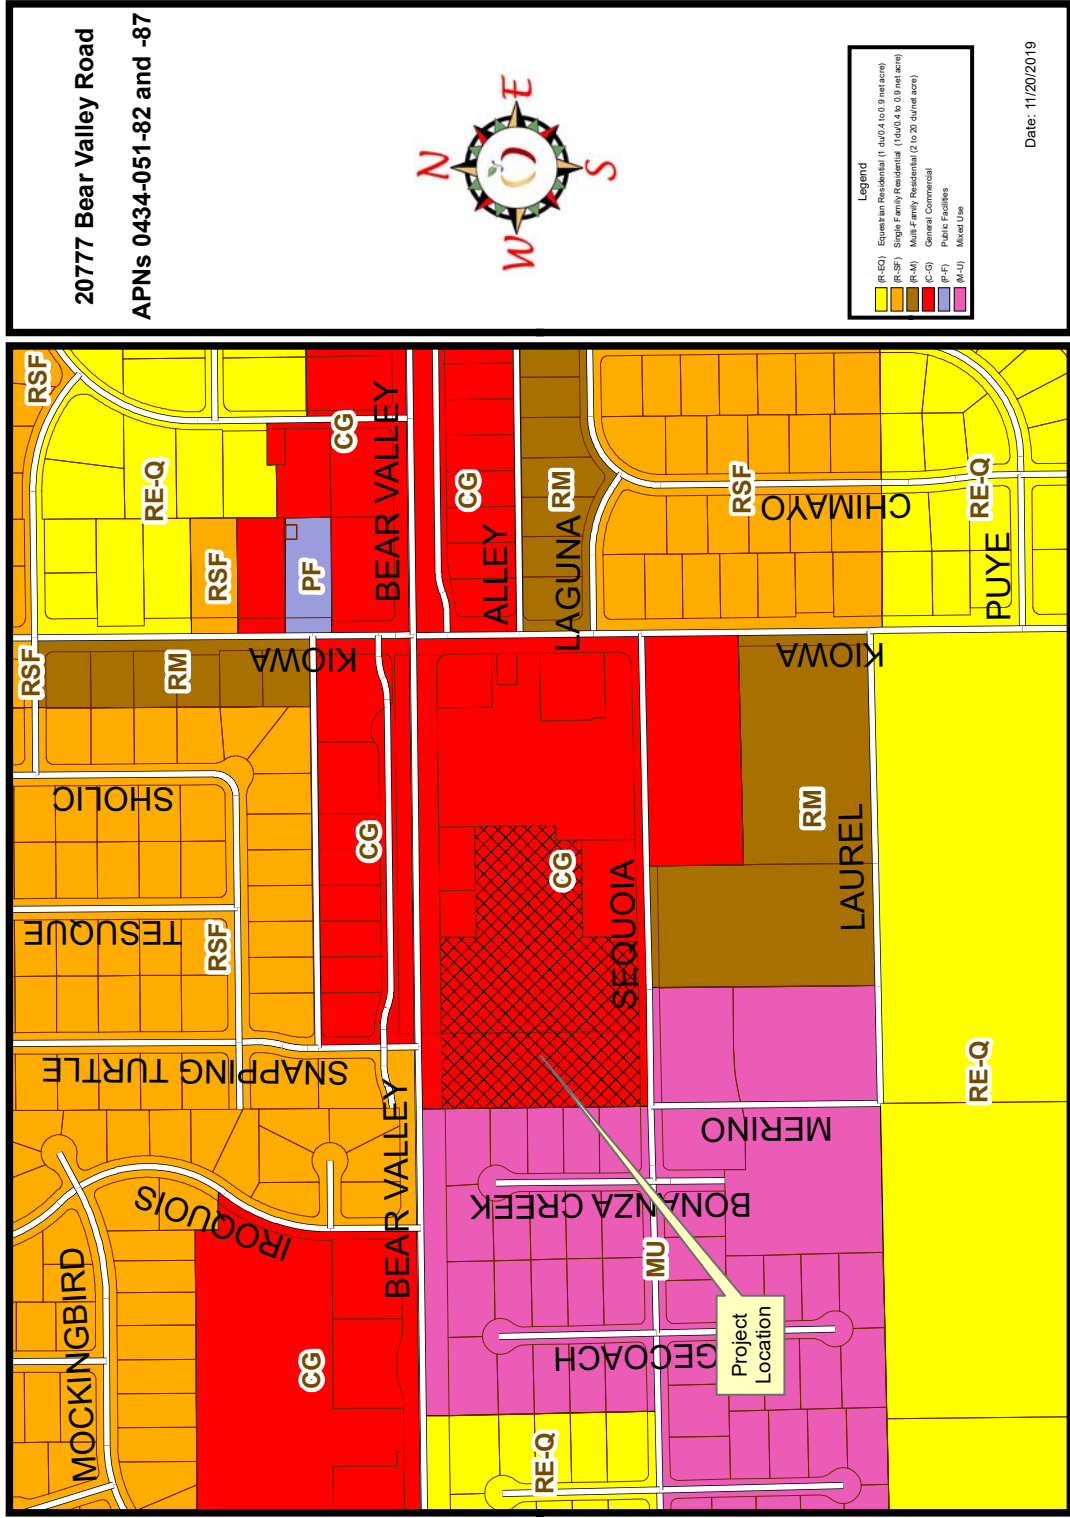 20777 Bear Valley Road
APNs 0434-051-82 and -87
N
W
E
S
Legend
(R-EQ) Equestrian Residential (1 du/0.4 to 0.9 net acre)
(R-SF) Single Family Residential (1du/0.4 to 0.9 net acre)
(R-M) Multi-Family Residential (2 to 20 du/net acre)
(C-G) General Commercial
(P-F) Public Facilities
(M-U) Mixed Use
Date: 11/20/2019
RSF
RE-Q
CG
BEAR VALLEY
RSF
PF
CG
ALLEY
RM
LAGUNA
RSF
CHIMAYO
RE-Q
PUYE
RSF
RM
KIOWA
KIOWA
SHOLIC
CG
CG
RM
LAUREL
TESUQUE
RSF
SEQUOIA
SNAPPING TURTLE
RE-Q
BEAR VALLEY
MERINO
IROQUOIS
BONANZA CREEK
MU
MOCKINGBIRD
CG
GECOACH
Project
Location
RE-Q